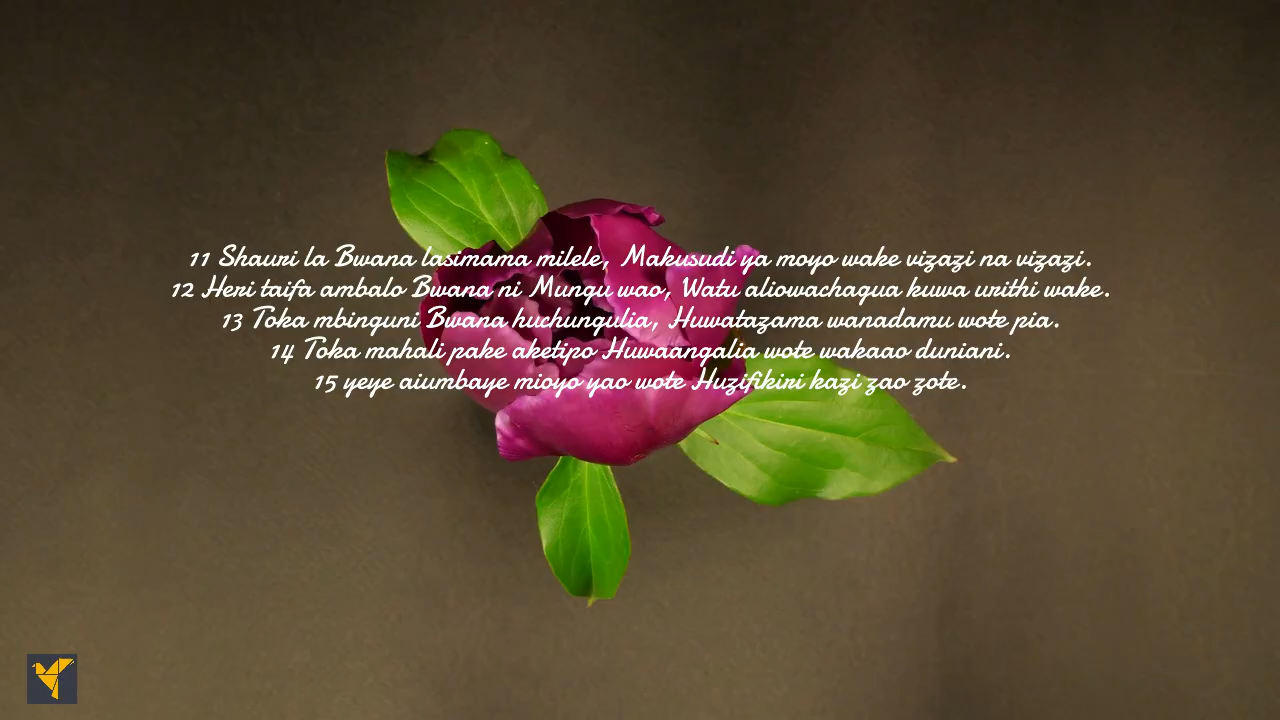 11 Shauri la Bwana lasimama milele, Makusudi ya moyo wake vizazi na vizazi.
12 Heri taifa ambalo Bwana ni Mungu wao, Watu aliowachagua kuwa urithi wake.
13 Toka mbinguni Bwana huchungulia, Huwatazama wanadamu wote pia.
14 Toka mahali pake aketipo Huwaangalia wote wakaao duniani.
15 yeye aiumbaye mioyo yao wote Huzifikiri kazi zao zote.